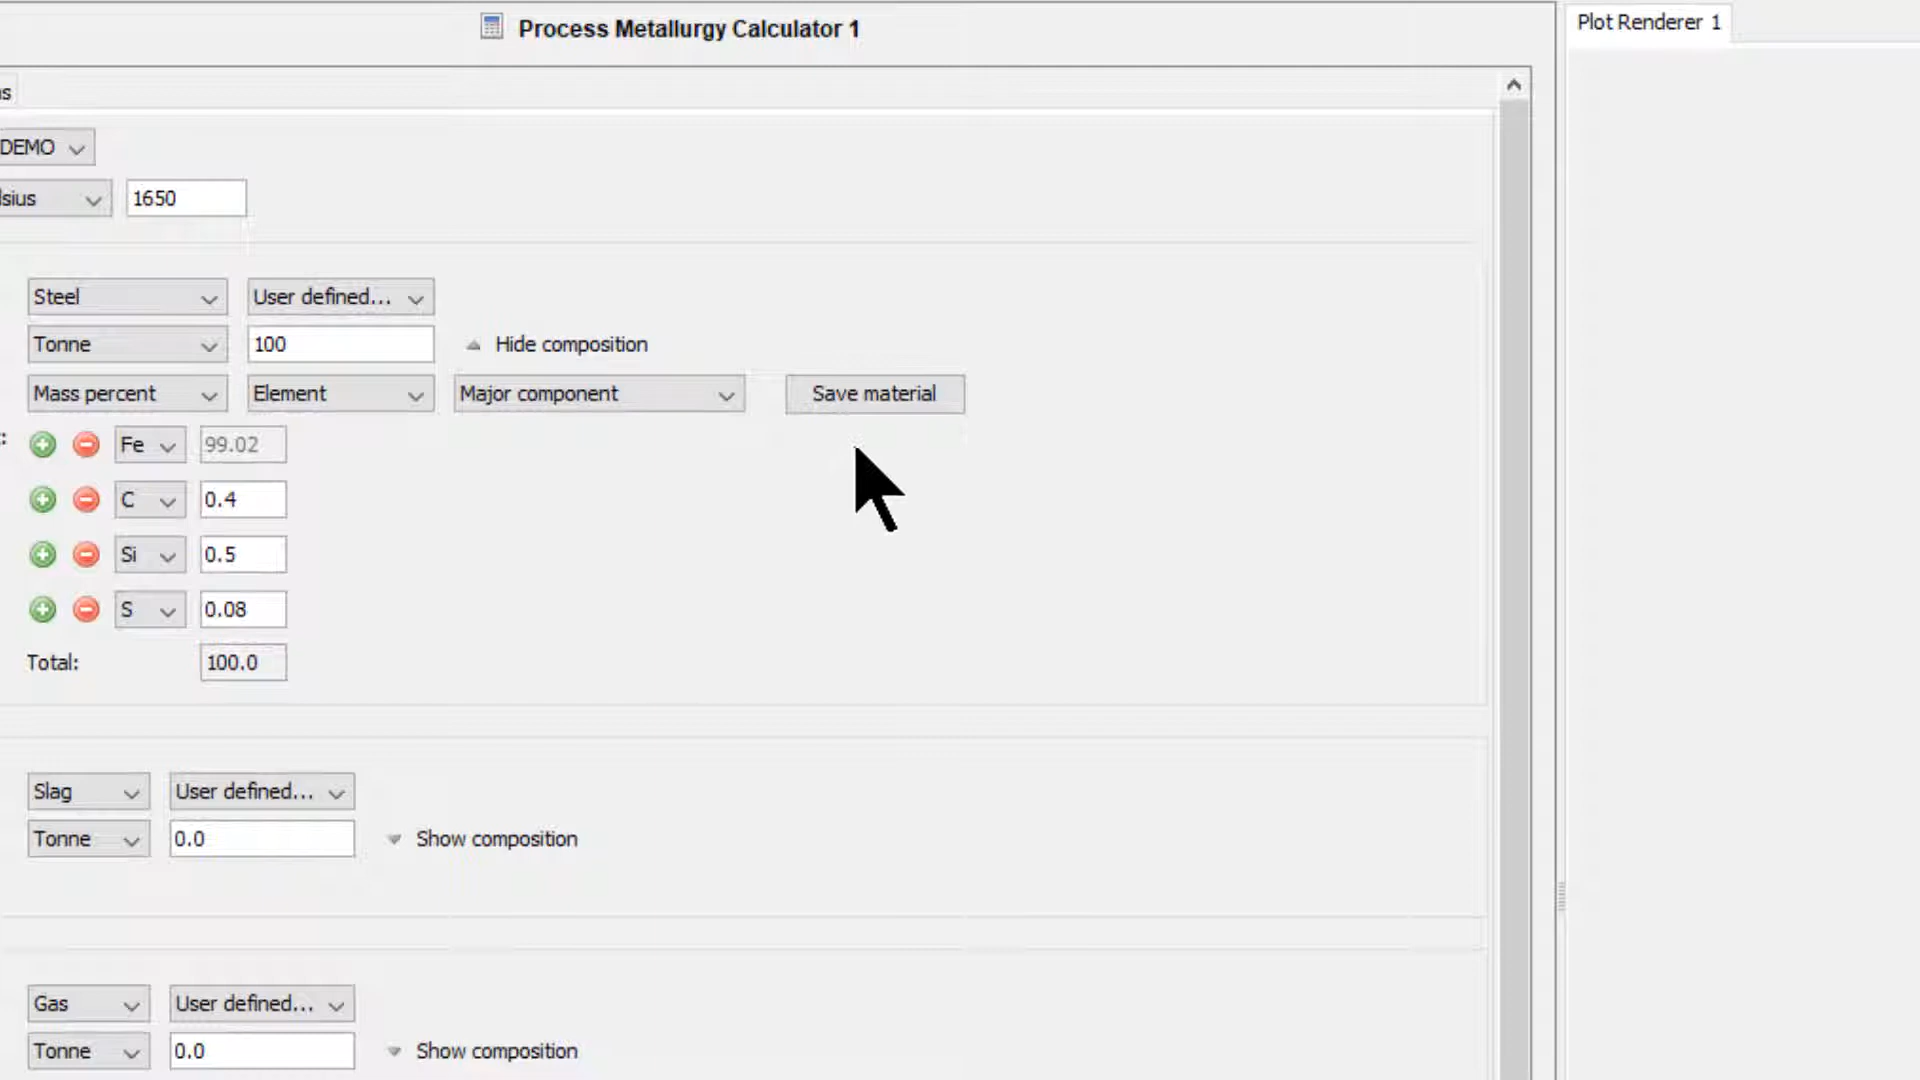 Process Metallurgy Calculator 1
Plot Renderer 1
s
DEMO
lsius 1650
Steel User defined...
Tonne 100 Hide composition
Mass percent Element Major component Save material
: Fe 99.02
C 0.4
Si 0.5
S 0.08
Total: 100.0
Slag User defined...
Tonne 0.0 Show composition
Gas User defined...
Tonne 0.0 Show composition